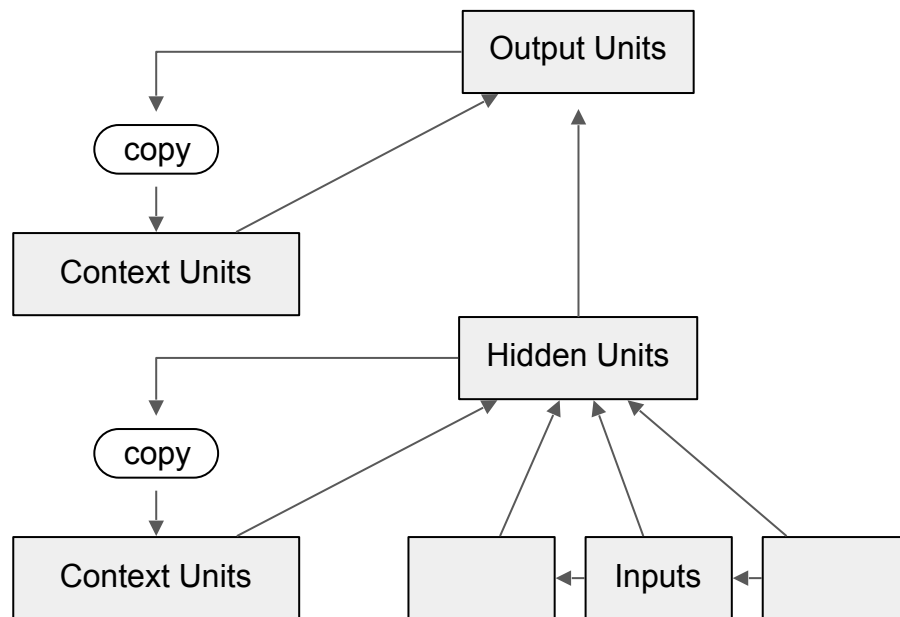 Output Units
copy
Context Units
Hidden Units
copy
Context Units
Inputs